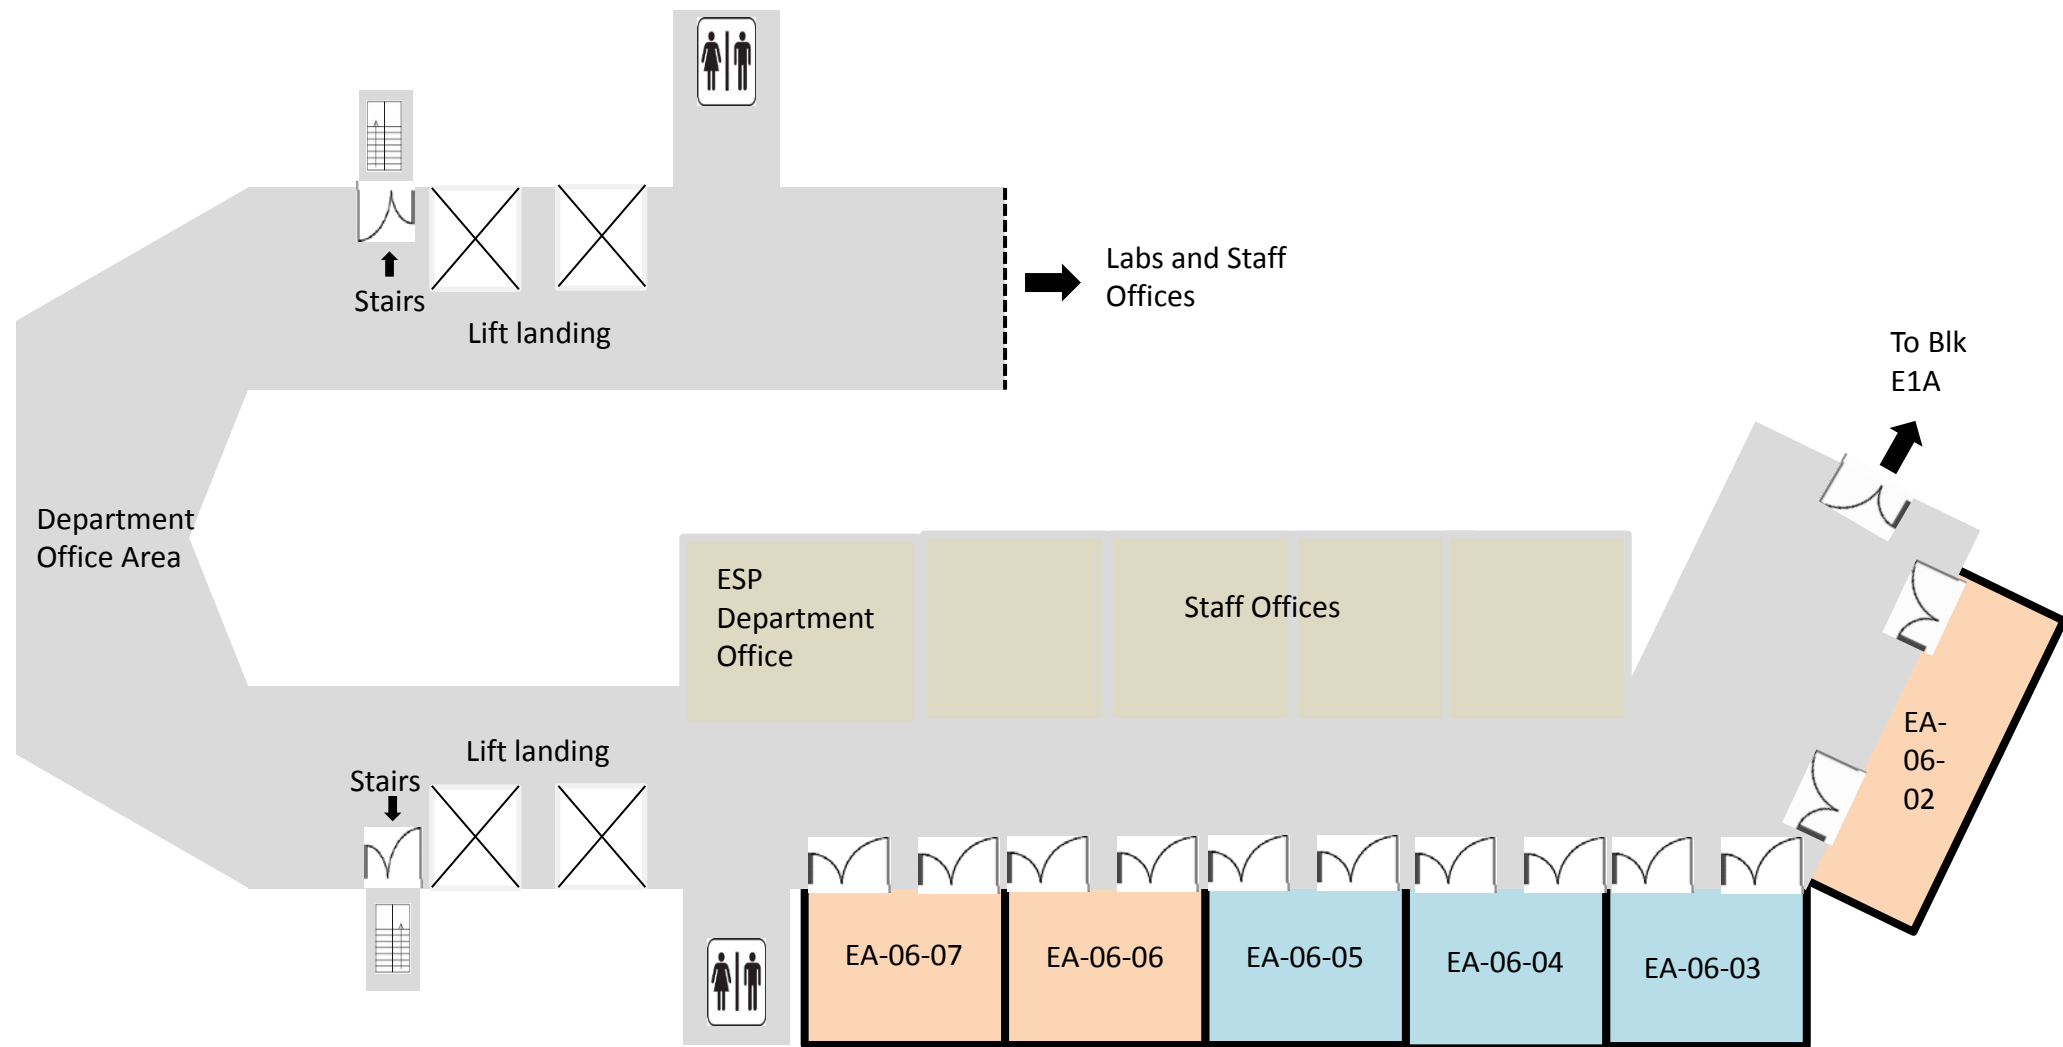 Stairs
Lift landing
Labs and Staff
Offices
To Blk
E1A
Department
Office Area
ESP
Department
Office
Staff Offices
EA-
06-
02
Lift landing
Stairs
EA-06-07
EA-06-06
EA-06-05
EA-06-04
EA-06-03